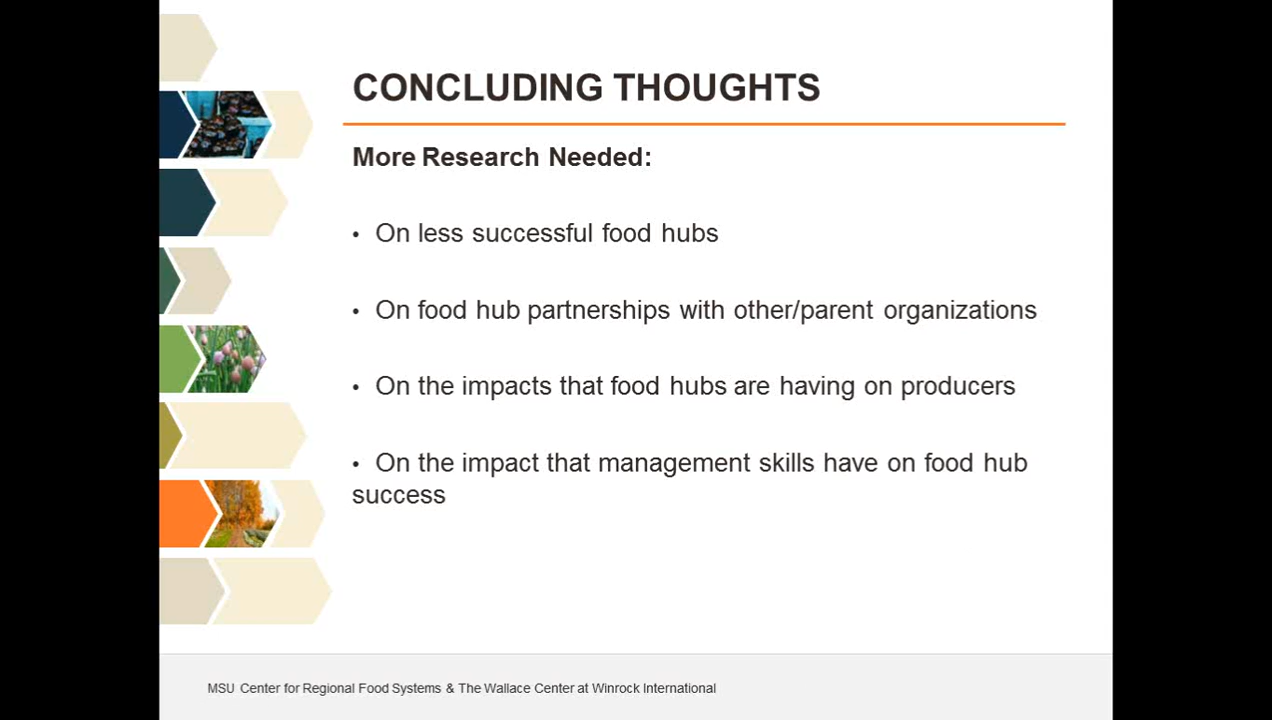 CONCLUDING THOUGHTS
More Research Needed:
• On less successful food hubs
• On food hub partnerships with other/parent organizations
• On the impacts that food hubs are having on producers
• On the impact that management skills have on food hub
success
MSU Center for Regional Food Systems & The Wallace Center at Winrock International